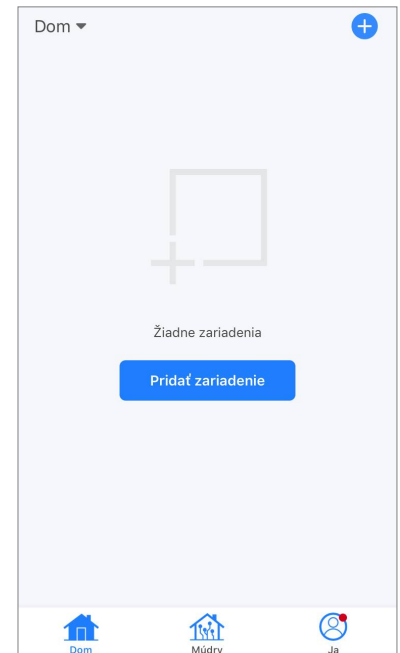 Dom
Žiadne zariadenia
Pridať zariadenie
Dom
Múdry
Ja